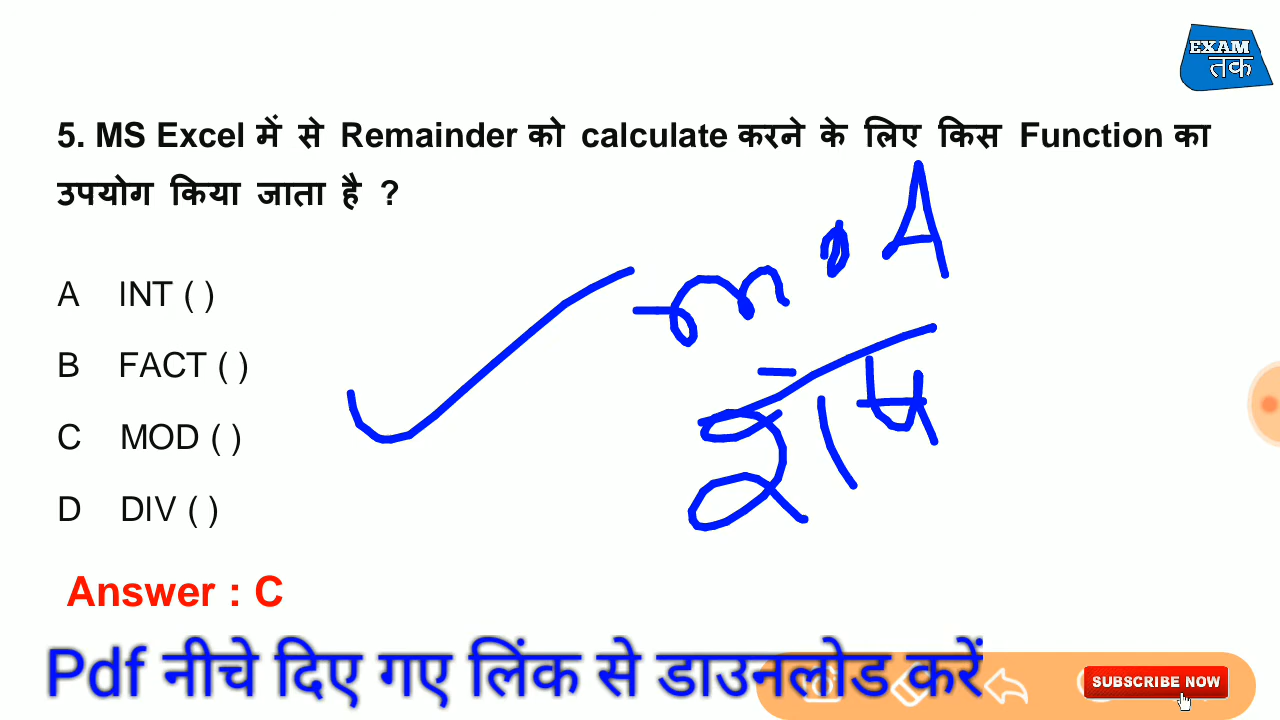 EXAM
तक
5. MS Excel में से Remainder को calculate करने के लिए किस Function का
उपयोग किया जाता है ?
A INT ( )
B FACT ( )
C MOD ( )
D DIV ( )
Answer : C
Pdf नीचे दिए गए लिंक से डाउनलोड करें
SUBSCRIBE NOW